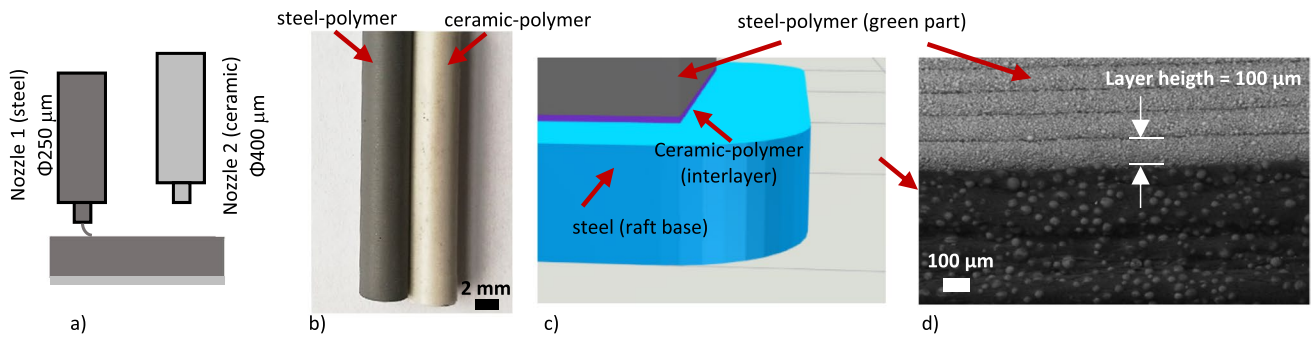 Nozzle 1 (steel)
Φ250 µm
Nozzle 2 (ceramic)
Φ400 µm
a)
steel-polymer
ceramic-polymer
2 mm
b)
steel-polymer (green part)
Ceramic-polymer
(interlayer)
steel (raft base)
c)
Layer heigth = 100 µm
100 µm
d)